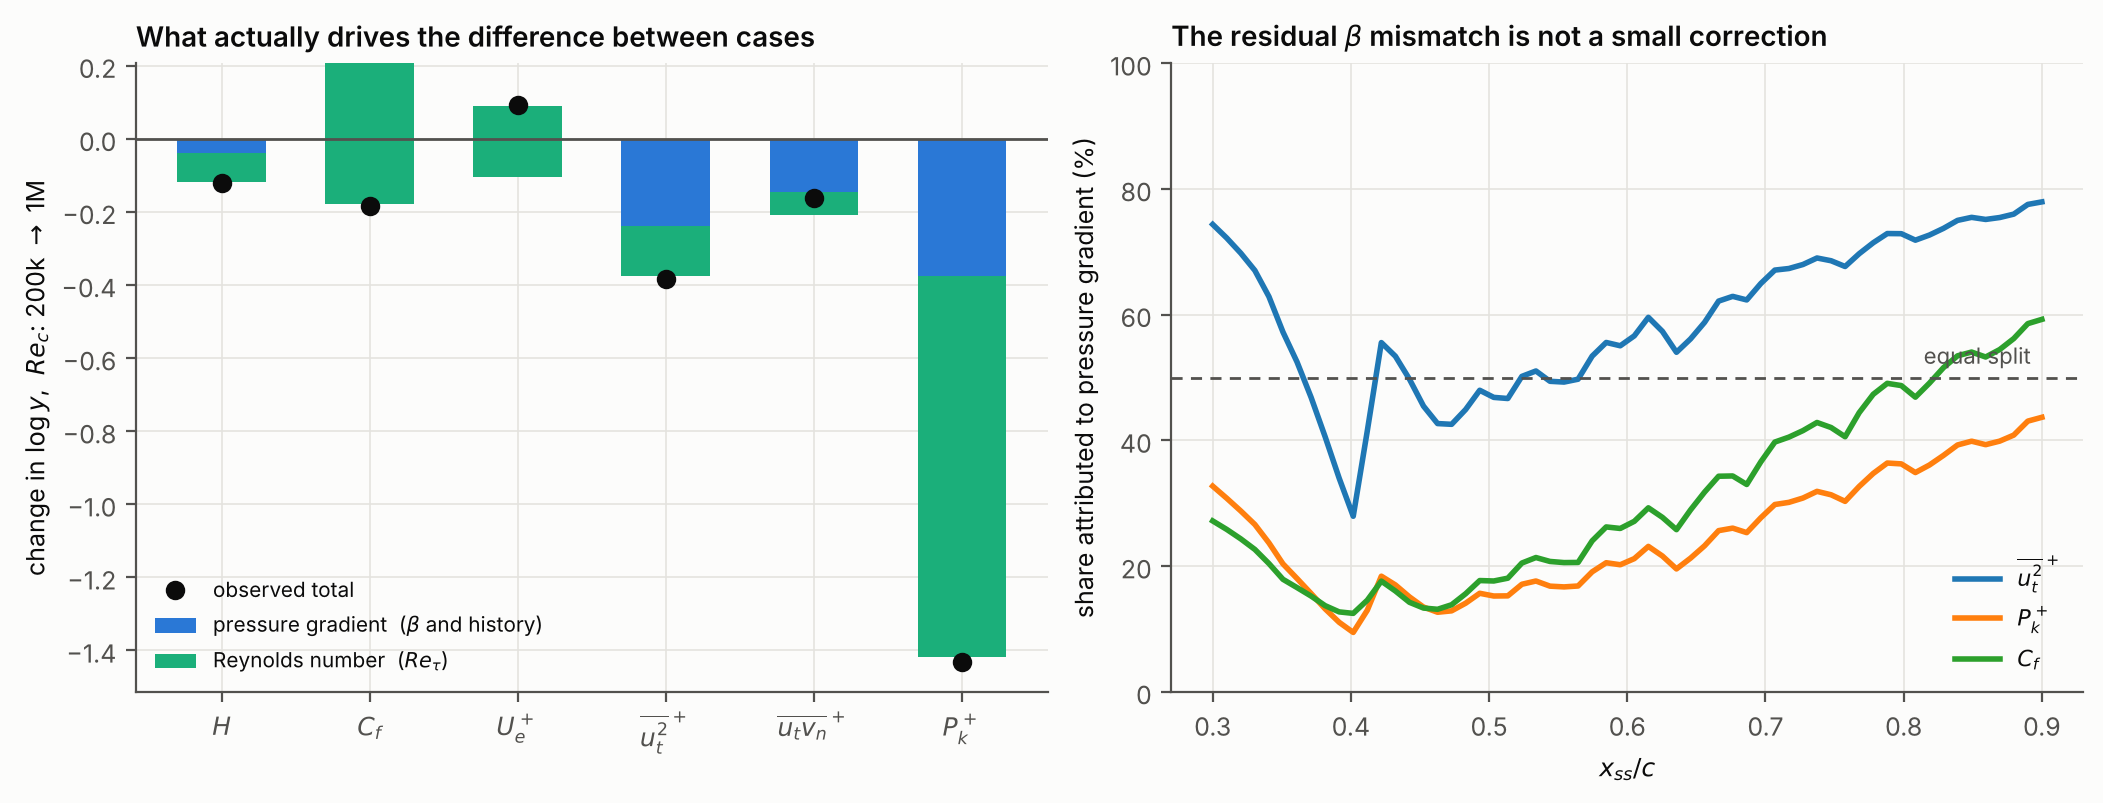 What actually drives the difference between cases
change in log y, Re_c: 200k → 1M
0.2
0.0
−0.2
−0.4
−0.6
−0.8
−1.0
−1.2
−1.4
observed total
pressure gradient (β and history)
Reynolds number (Re_τ)
H
C_f
U_e^+
\overline{u_t^2}^+
\overline{u_t v_n}^+
P_k^+
The residual β mismatch is not a small correction
share attributed to pressure gradient (%)
100
80
60
40
20
0
equal split
\overline{u_t^2}^+
P_k^+
C_f
0.3 0.4 0.5 0.6 0.7 0.8 0.9
x_{ss}/c